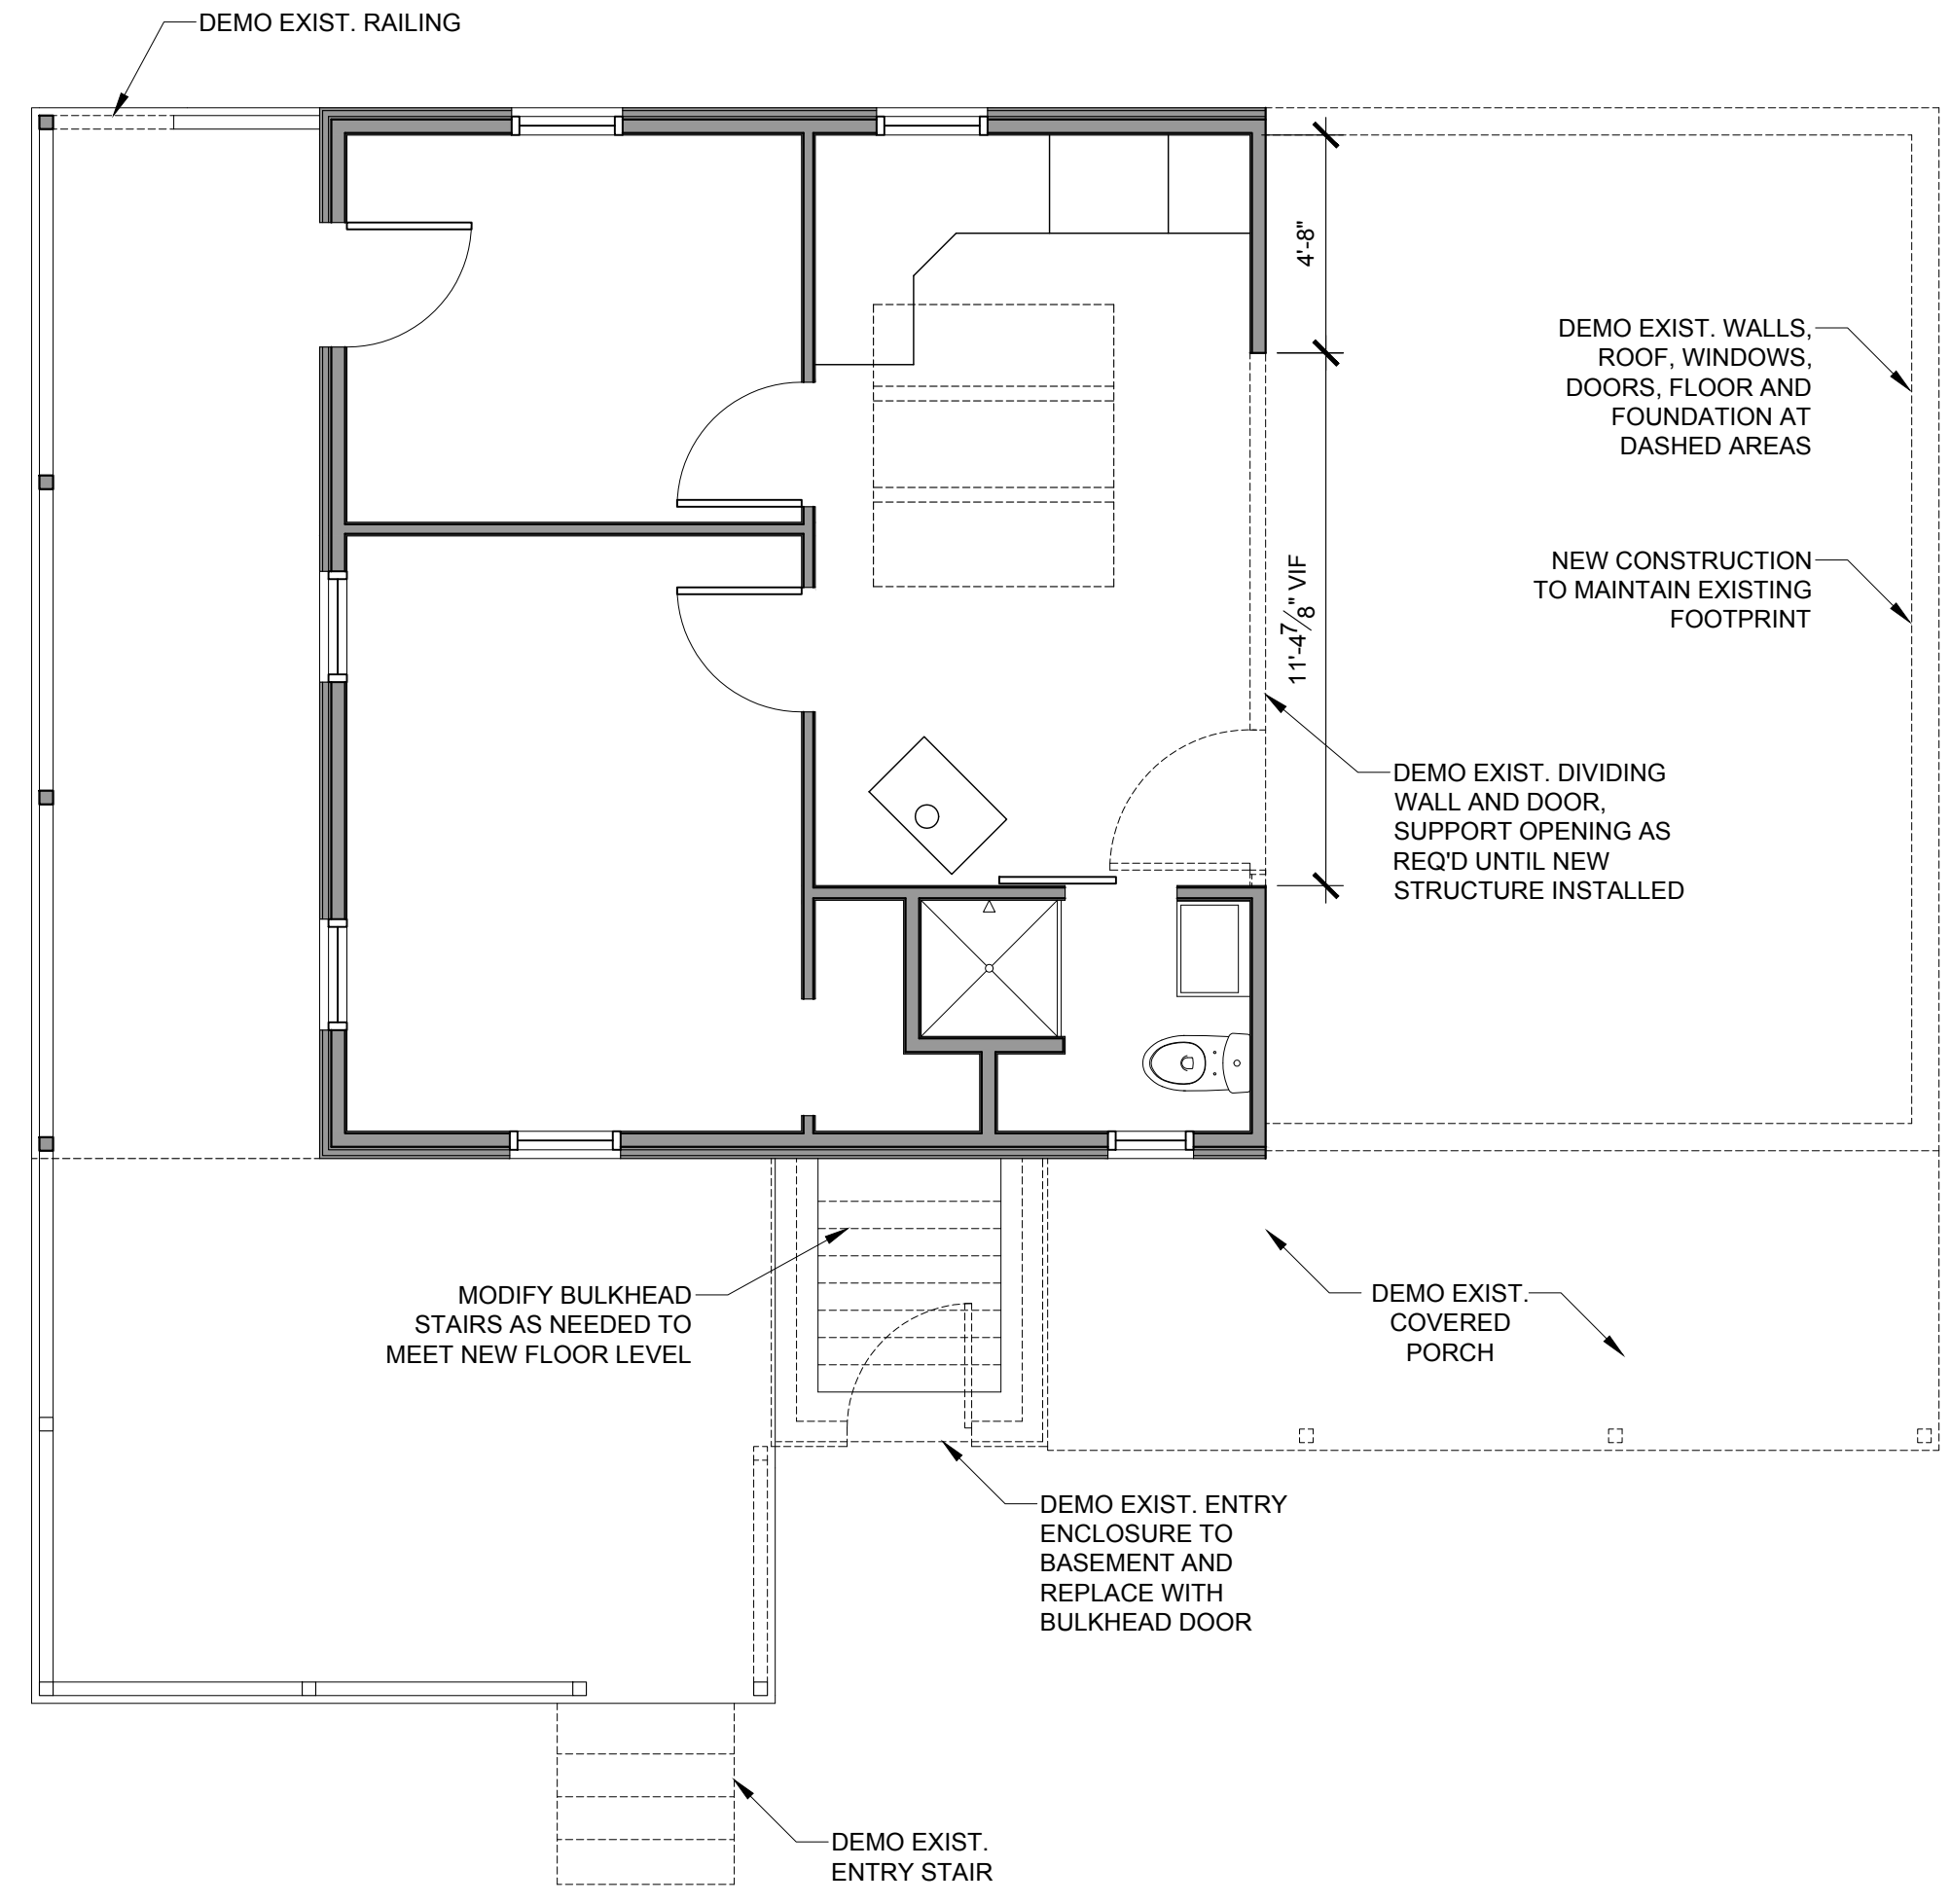 DEMO EXIST. RAILING
4'-8"
DEMO EXIST. WALLS,
ROOF, WINDOWS,
DOORS, FLOOR AND
FOUNDATION AT
DASHED AREAS
NEW CONSTRUCTION
TO MAINTAIN EXISTING
FOOTPRINT
11'-4 7/8" VIF
DEMO EXIST. DIVIDING
WALL AND DOOR,
SUPPORT OPENING AS
REQ'D UNTIL NEW
STRUCTURE INSTALLED
MODIFY BULKHEAD
STAIRS AS NEEDED TO
MEET NEW FLOOR LEVEL
DEMO EXIST.
COVERED
PORCH
DEMO EXIST. ENTRY
ENCLOSURE TO
BASEMENT AND
REPLACE WITH
BULKHEAD DOOR
DEMO EXIST.
ENTRY STAIR